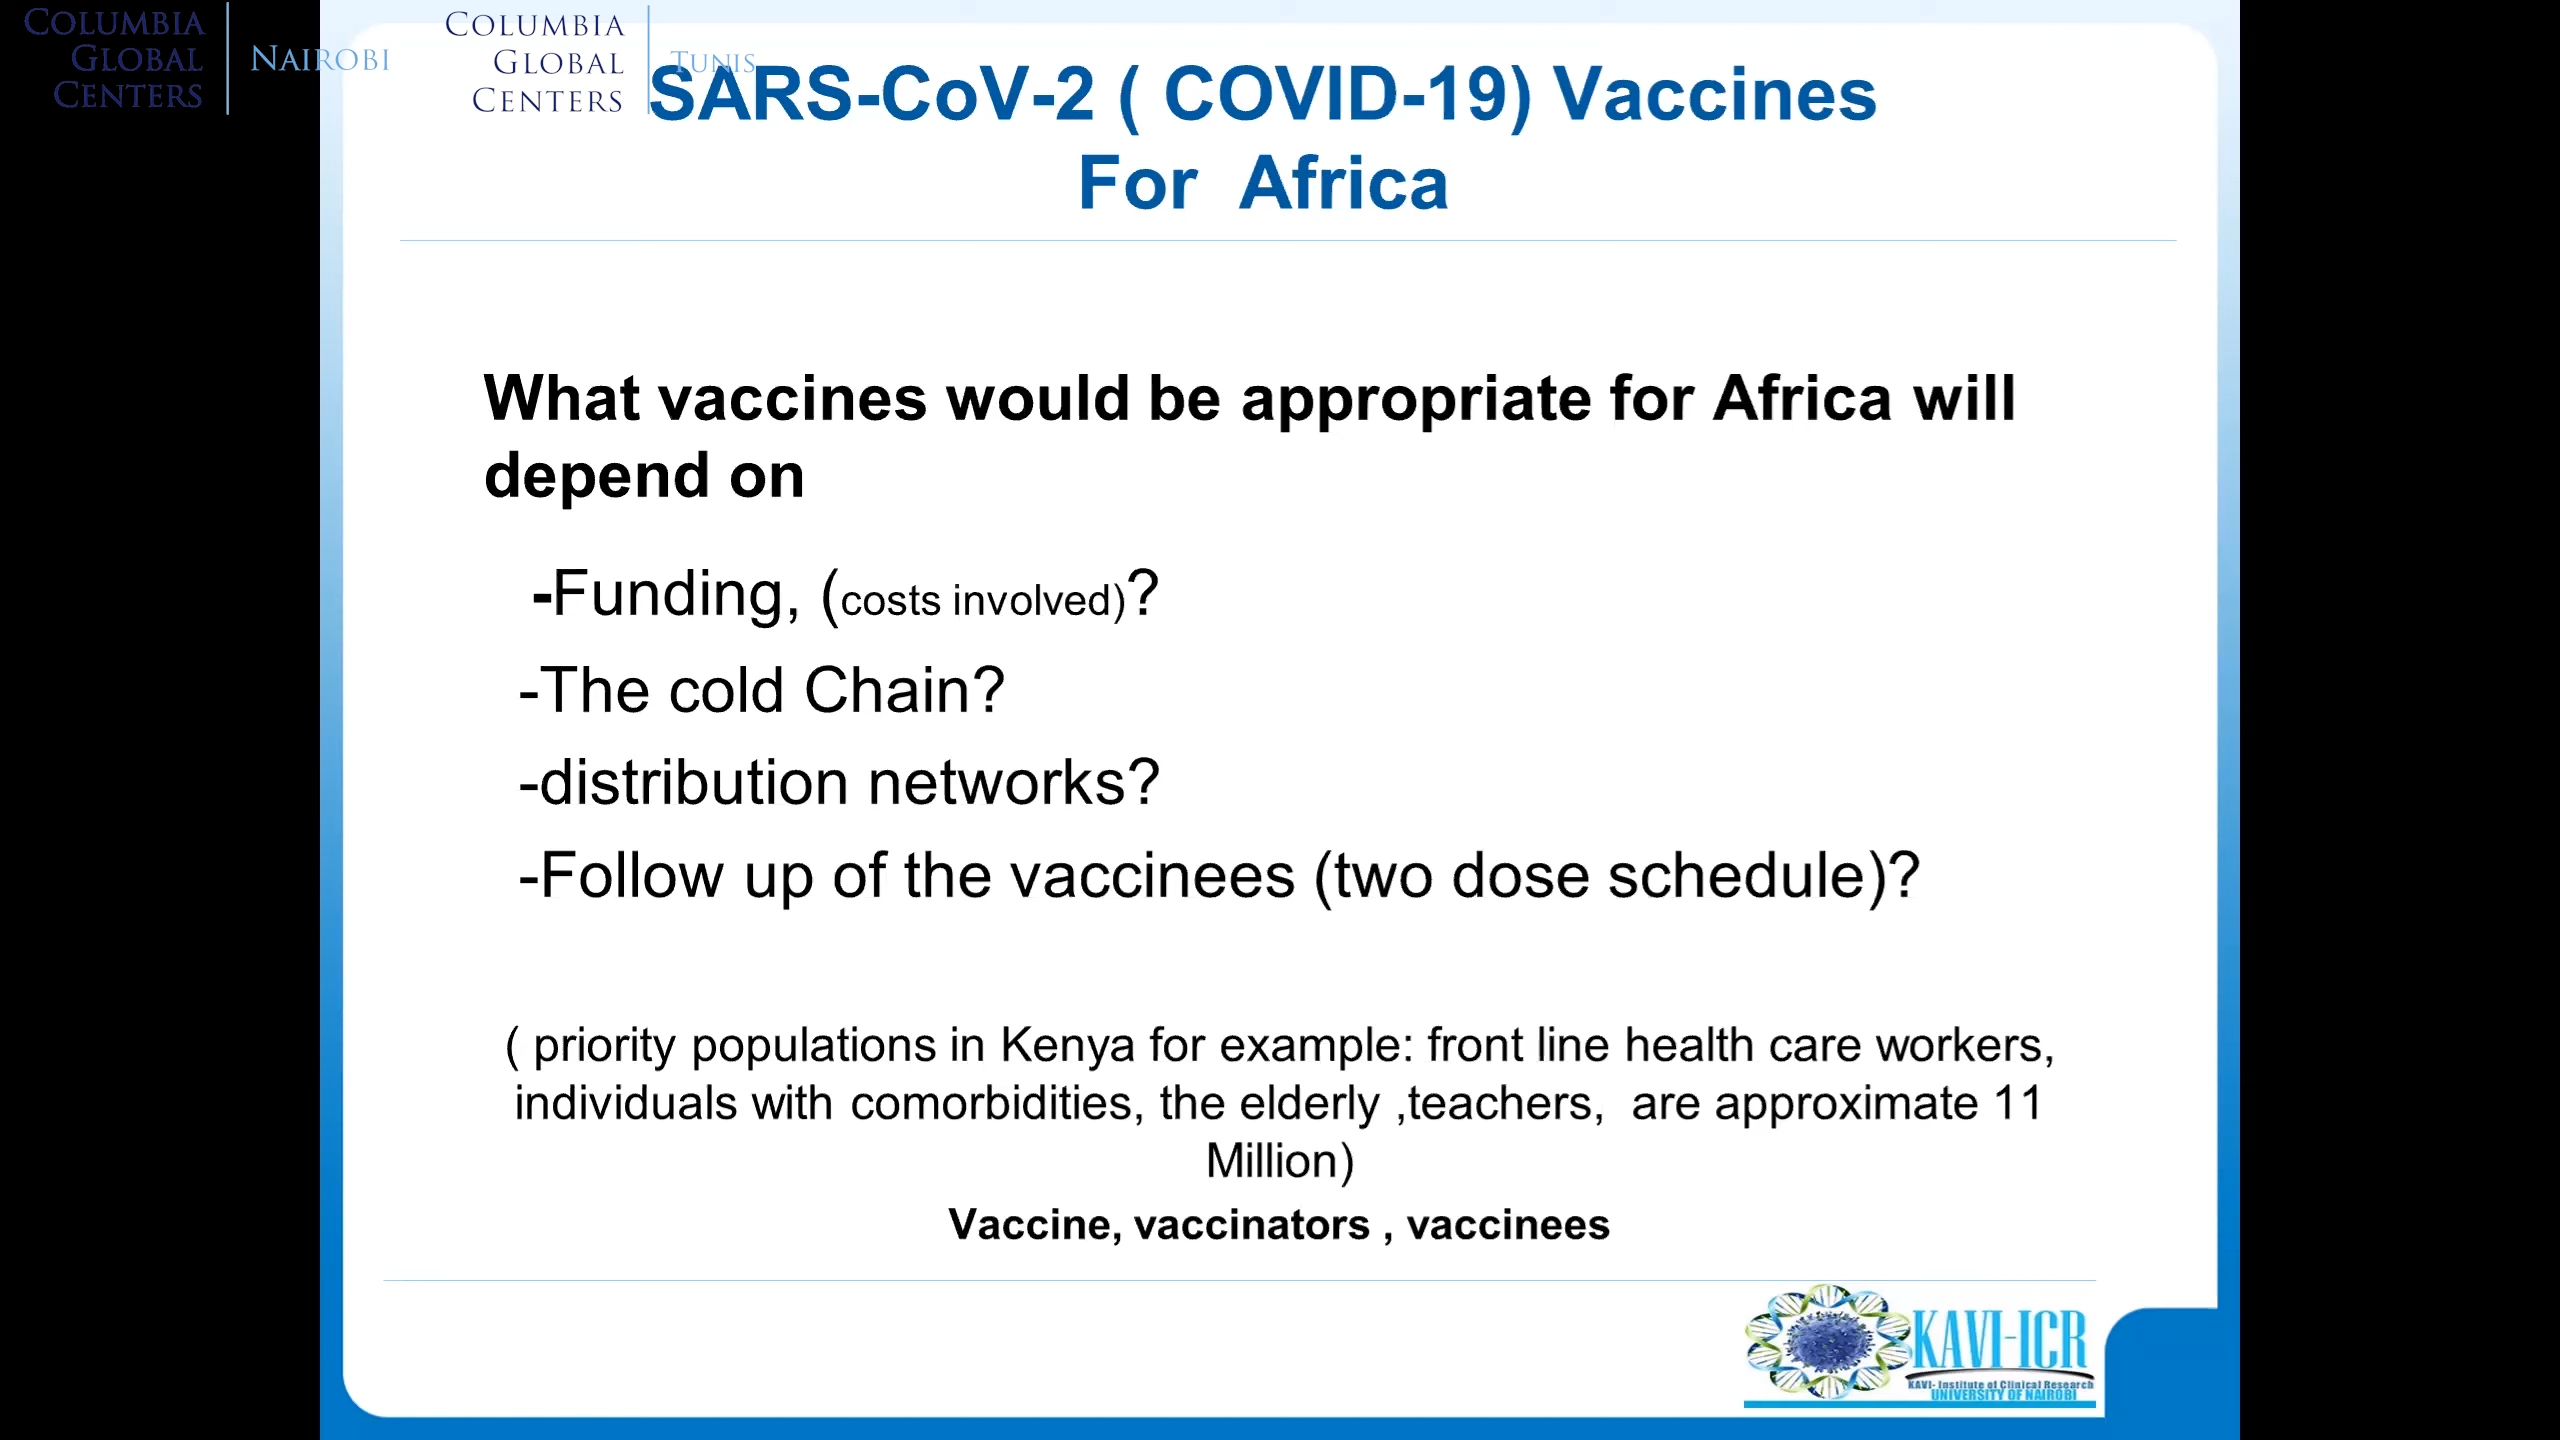 COLUMBIA
GLOBAL
CENTERS
NAIROBI
COLUMBIA
GLOBAL
CENTERS
TUNIS
SARS-CoV-2 ( COVID-19) Vaccines
For  Africa
What vaccines would be appropriate for Africa will
depend on
-Funding, (costs involved)?
-The cold Chain?
-distribution networks?
-Follow up of the vaccinees (two dose schedule)?
( priority populations in Kenya for example: front line health care workers,
individuals with comorbidities, the elderly ,teachers,  are approximate 11
Million)
Vaccine, vaccinators , vaccinees
KAVI-ICR
KAVI- Institute of Clinical Research
UNIVERSITY OF NAIROBI